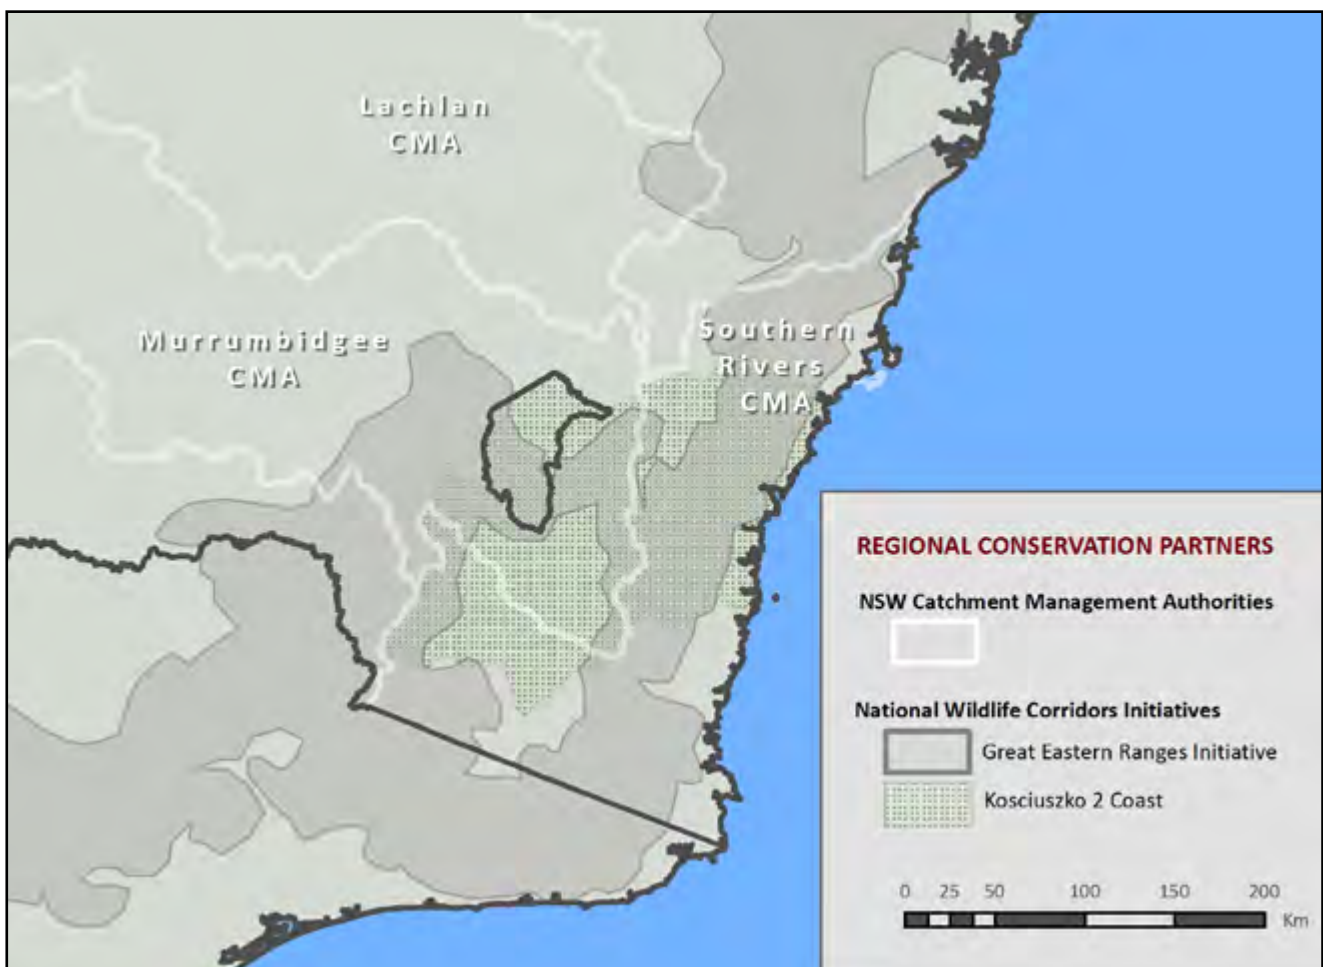 Lachlan
CMA
Murrumbidgee
CMA
Southern
Rivers
CMA
REGIONAL CONSERVATION PARTNERS
NSW Catchment Management Authorities
National Wildlife Corridors Initiatives
Great Eastern Ranges Initiative
Kosciuszko 2 Coast
0 25 50 100 150 200
Km